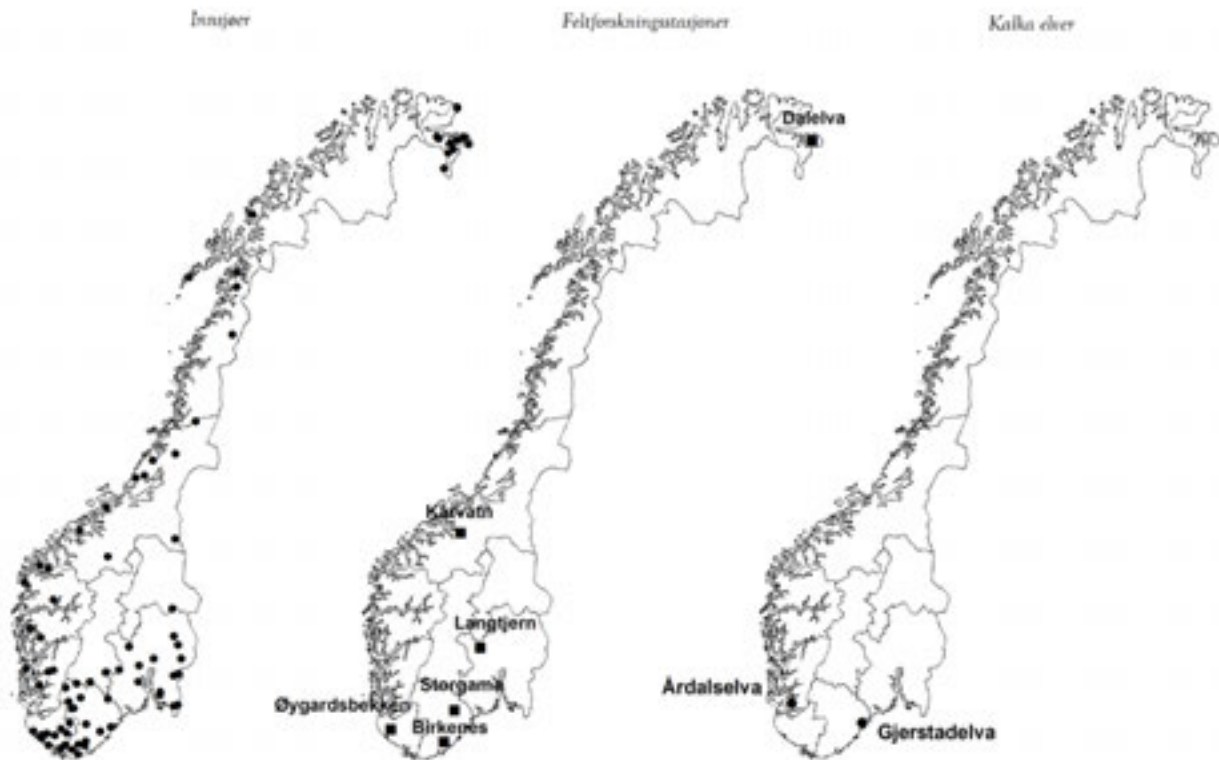 Innsjøer
Feltforskningsstasjoner
Kalka elver
Dalelva
Kårvatn
Langtjern
Storgama
Øygardsbekken
Birkenes
Årdalselva
Gjerstadelva